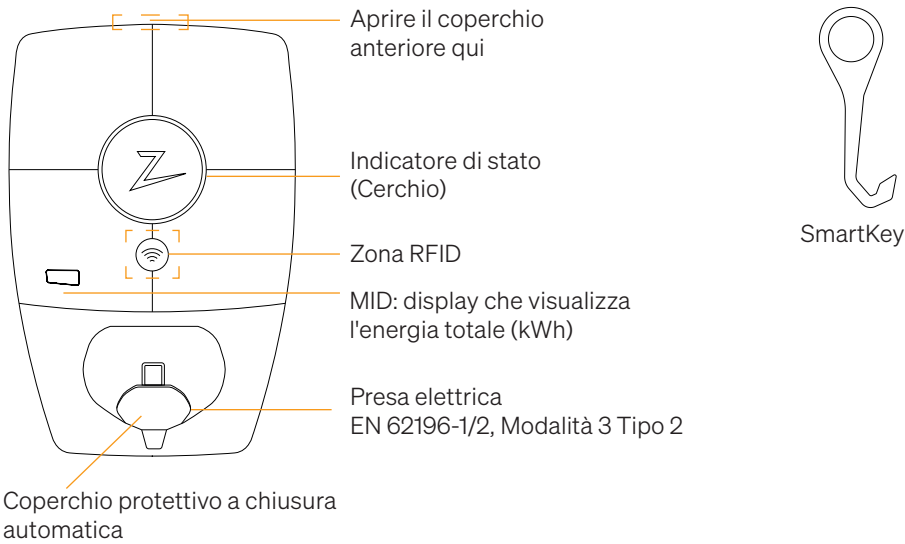 Aprire il coperchio
anteriore qui
Indicatore di stato
(Cerchio)
SmartKey
Zona RFID
MID: display che visualizza
l'energia totale (kWh)
Presa elettrica
EN 62196-1/2, Modalità 3 Tipo 2
Coperchio protettivo a chiusura
automatica